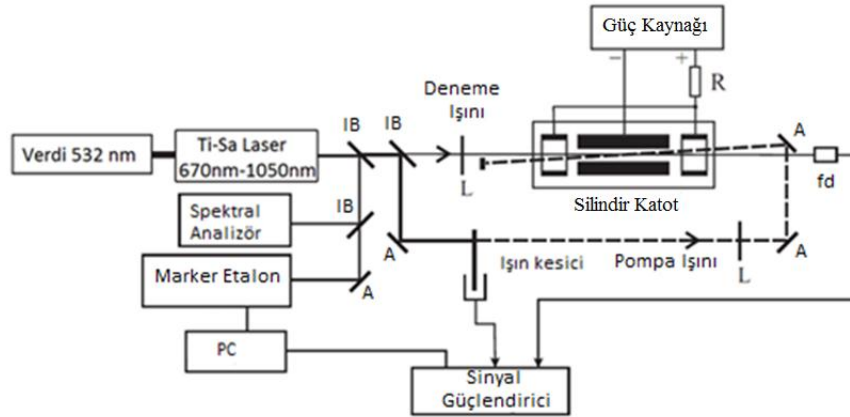 Güç Kaynağı
− +
R
Deneme
Işını
IB IB
Verdi 532 nm
Ti-Sa Laser
670nm-1050nm
A
L
fd
Silindir Katot
IB
Spektral
Analizör
A
Işın kesici
Pompa Işını
L
A
Marker Etalon
A
PC
Sinyal
Güçlendirici